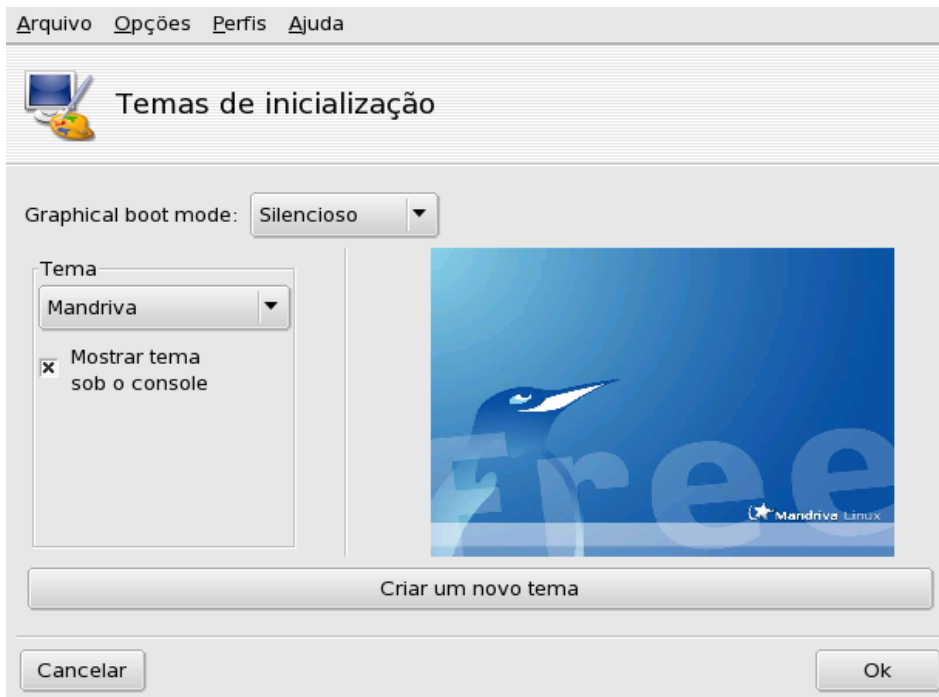 Arquivo Opções Perfis Ajuda
Temas de inicialização
Graphical boot mode: Silencioso
Tema
Mandriva
Mostrar tema
sob o console
Free
Mandriva Linux
Criar um novo tema
Cancelar Ok